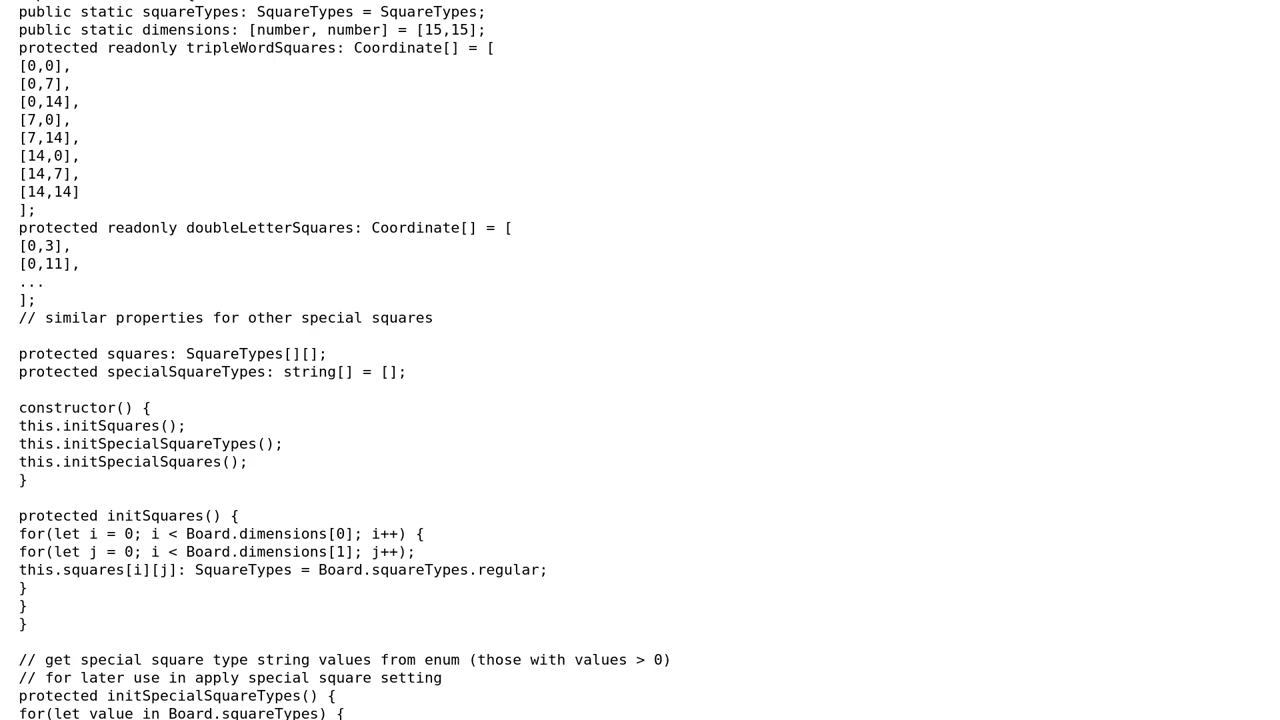 public static squareTypes: SquareTypes = SquareTypes;
public static dimensions: [number, number] = [15,15];
protected readonly tripleWordSquares: Coordinate[] = [
[0,0],
[0,7],
[0,14],
[7,0],
[7,14],
[14,0],
[14,7],
[14,14]
];
protected readonly doubleLetterSquares: Coordinate[] = [
[0,3],
[0,11],
...
];
// similar properties for other special squares

protected squares: SquareTypes[][];
protected specialSquareTypes: string[] = [];

constructor() {
this.initSquares();
this.initSpecialSquareTypes();
this.initSpecialSquares();
}

protected initSquares() {
for(let i = 0; i < Board.dimensions[0]; i++) {
for(let j = 0; i < Board.dimensions[1]; j++);
this.squares[i][j]: SquareTypes = Board.squareTypes.regular;
}
}
}

// get special square type string values from enum (those with values > 0)
// for later use in apply special square setting
protected initSpecialSquareTypes() {
for(let value in Board.squareTypes) {